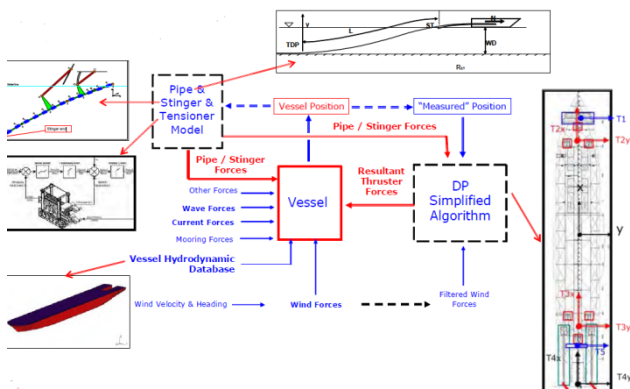 y
L
ST
N
TDP
WD
Pipe &
Stinger &
Tensioner
Model
Vessel Position
"Measured" Position
Pipe / Stinger Forces
Pipe / Stinger
Forces
Other Forces
Wave Forces
Current Forces
Mooring Forces
Vessel Hydrodynamic
Database
Vessel
Resultant
Thruster
Forces
DP
Simplified
Algorithm
Wind Velocity & Heading
Wind Forces
Filtered Wind
Forces
T1
T2x
T2y
x
y
T3x
T3y
T5
T4x
T4y